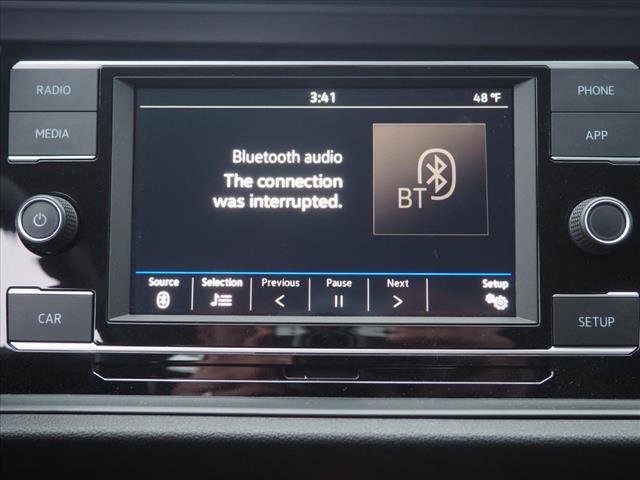 RADIO
MEDIA
CAR
3:41
48 °F
Bluetooth audio
The connection
was interrupted.
BT
Source
Selection
Previous
Pause
Next
Setup
PHONE
APP
SETUP